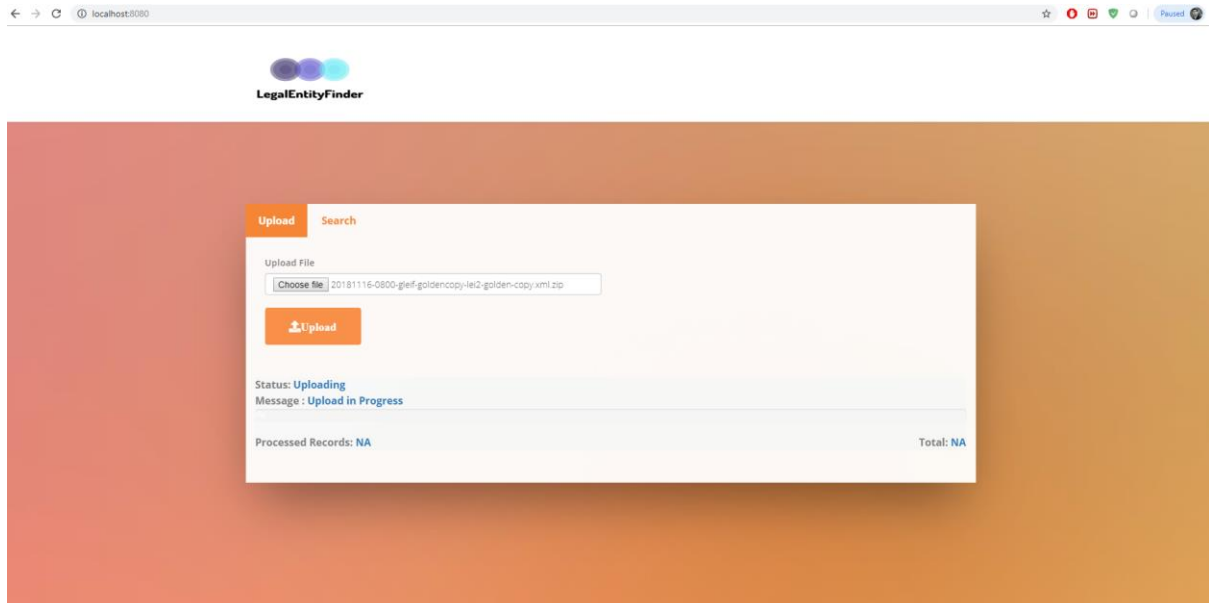 localhost:8080
Paused
LegalEntityFinder
Upload Search
Upload File
Choose file 20181116-0800-gleif-goldencopy-lei2-golden-copy.xml.zip
Upload
Status: Uploading
Message : Upload in Progress
Processed Records: NA Total: NA